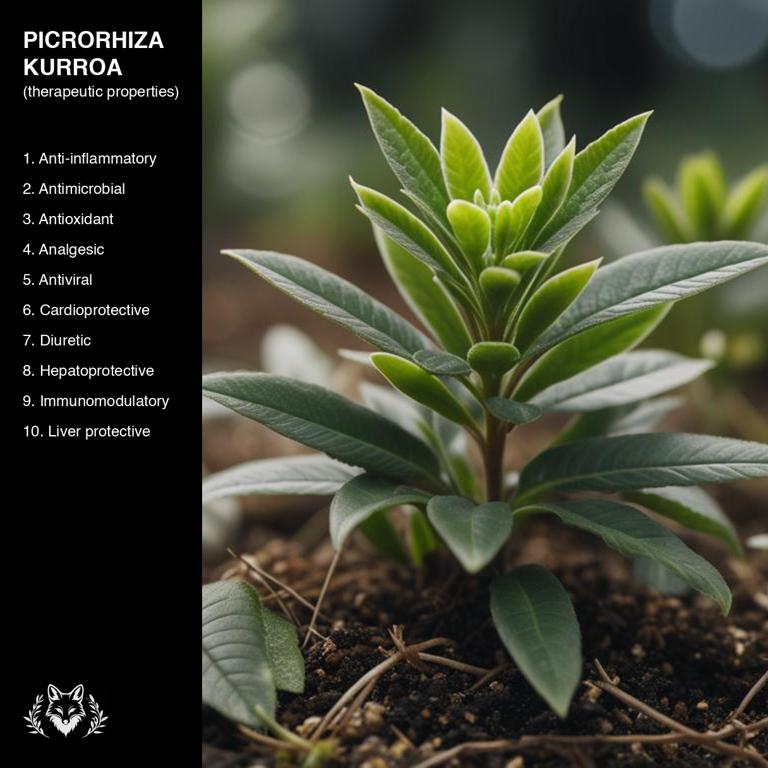 PICRORHIZA
KURROA
(therapeutic properties)
1. Anti-inflammatory
2. Antimicrobial
3. Antioxidant
4. Analgesic
5. Antiviral
6. Cardioprotective
7. Diuretic
8. Hepatoprotective
9. Immunomodulatory
10. Liver protective